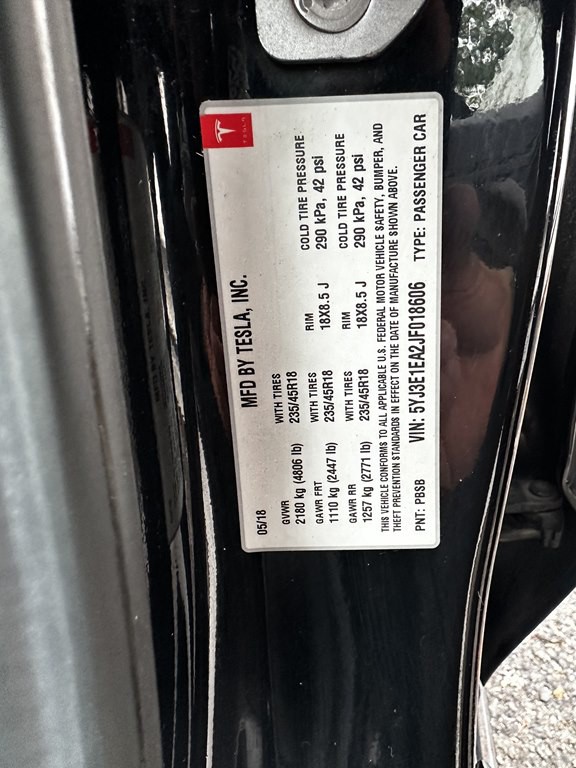 TESLA
MFD BY TESLA, INC.
05/18
GVWR WITH TIRES RIM COLD TIRE PRESSURE
2180 kg (4806 lb) 235/45R18
GAWR FRT WITH TIRES RIM COLD TIRE PRESSURE
1110 kg (2447 lb) 235/45R18 18X8.5 J 290 kPa, 42 psi
GAWR RR WITH TIRES RIM COLD TIRE PRESSURE
1257 kg (2771 lb) 235/45R18 18X8.5 J 290 kPa, 42 psi
THIS VEHICLE CONFORMS TO ALL APPLICABLE U.S. FEDERAL MOTOR VEHICLE SAFETY, BUMPER, AND
THEFT PREVENTION STANDARDS IN EFFECT ON THE DATE OF MANUFACTURE SHOWN ABOVE.
PNT: PBSB VIN: 5YJ3E1EA2JF018606 TYPE: PASSENGER CAR